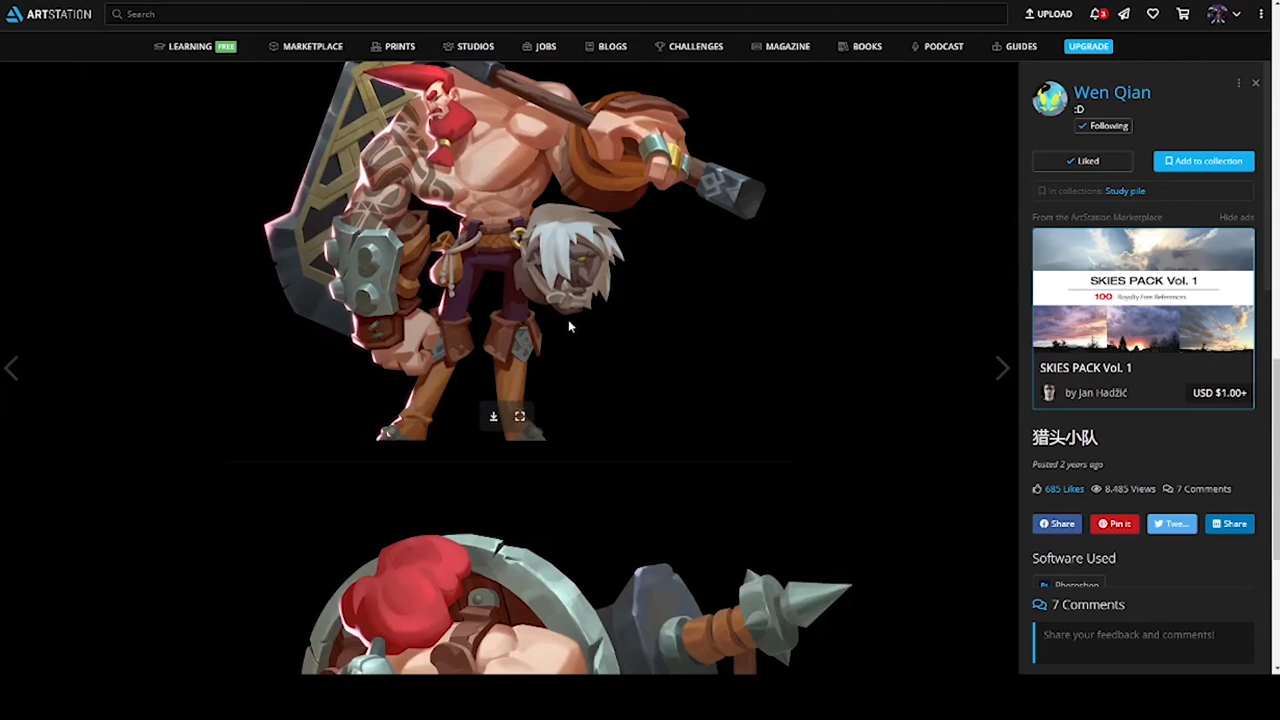 ARTSTATION
Search
UPLOAD
3
LEARNING FREE
MARKETPLACE
PRINTS
STUDIOS
JOBS
BLOGS
CHALLENGES
MAGAZINE
BOOKS
PODCAST
GUIDES
UPGRADE
Wen Qian
:D
Following
Liked
Add to collection
In collections: Study pile
From the ArtStation Marketplace
Hide ads
SKIES PACK Vol. 1
100 Royalty Free References
SKIES PACK Vol. 1
by Jan Hadžić
USD $1.00+
猎头小队
Posted 2 years ago
685 Likes
8,485 Views
7 Comments
Share
Pin it
Twe...
Share
Software Used
Photoshop
7 Comments
Share your feedback and comments!